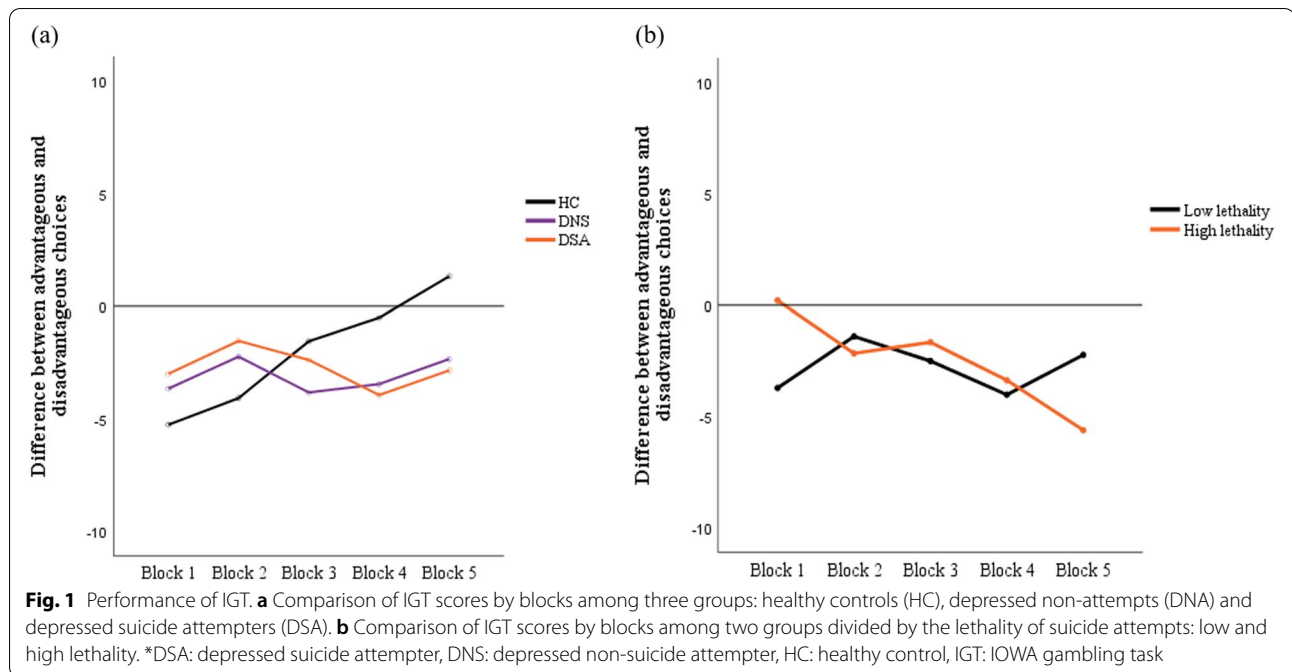 (a)
Difference between advantageous and
disadvantageous choices
10
5
0
-5
-10
Block 1 Block 2 Block 3 Block 4 Block 5
HC
DNS
DSA
(b)
Difference between advantageous and
disadvantageous choices
10
5
0
-5
-10
Block 1 Block 2 Block 3 Block 4 Block 5
Low lethality
High lethality
Fig. 1 Performance of IGT. a Comparison of IGT scores by blocks among three groups: healthy controls (HC), depressed non-attempts (DNA) and
depressed suicide attempters (DSA). b Comparison of IGT scores by blocks among two groups divided by the lethality of suicide attempts: low and
high lethality. *DSA: depressed suicide attempter, DNS: depressed non-suicide attempter, HC: healthy control, IGT: IOWA gambling task